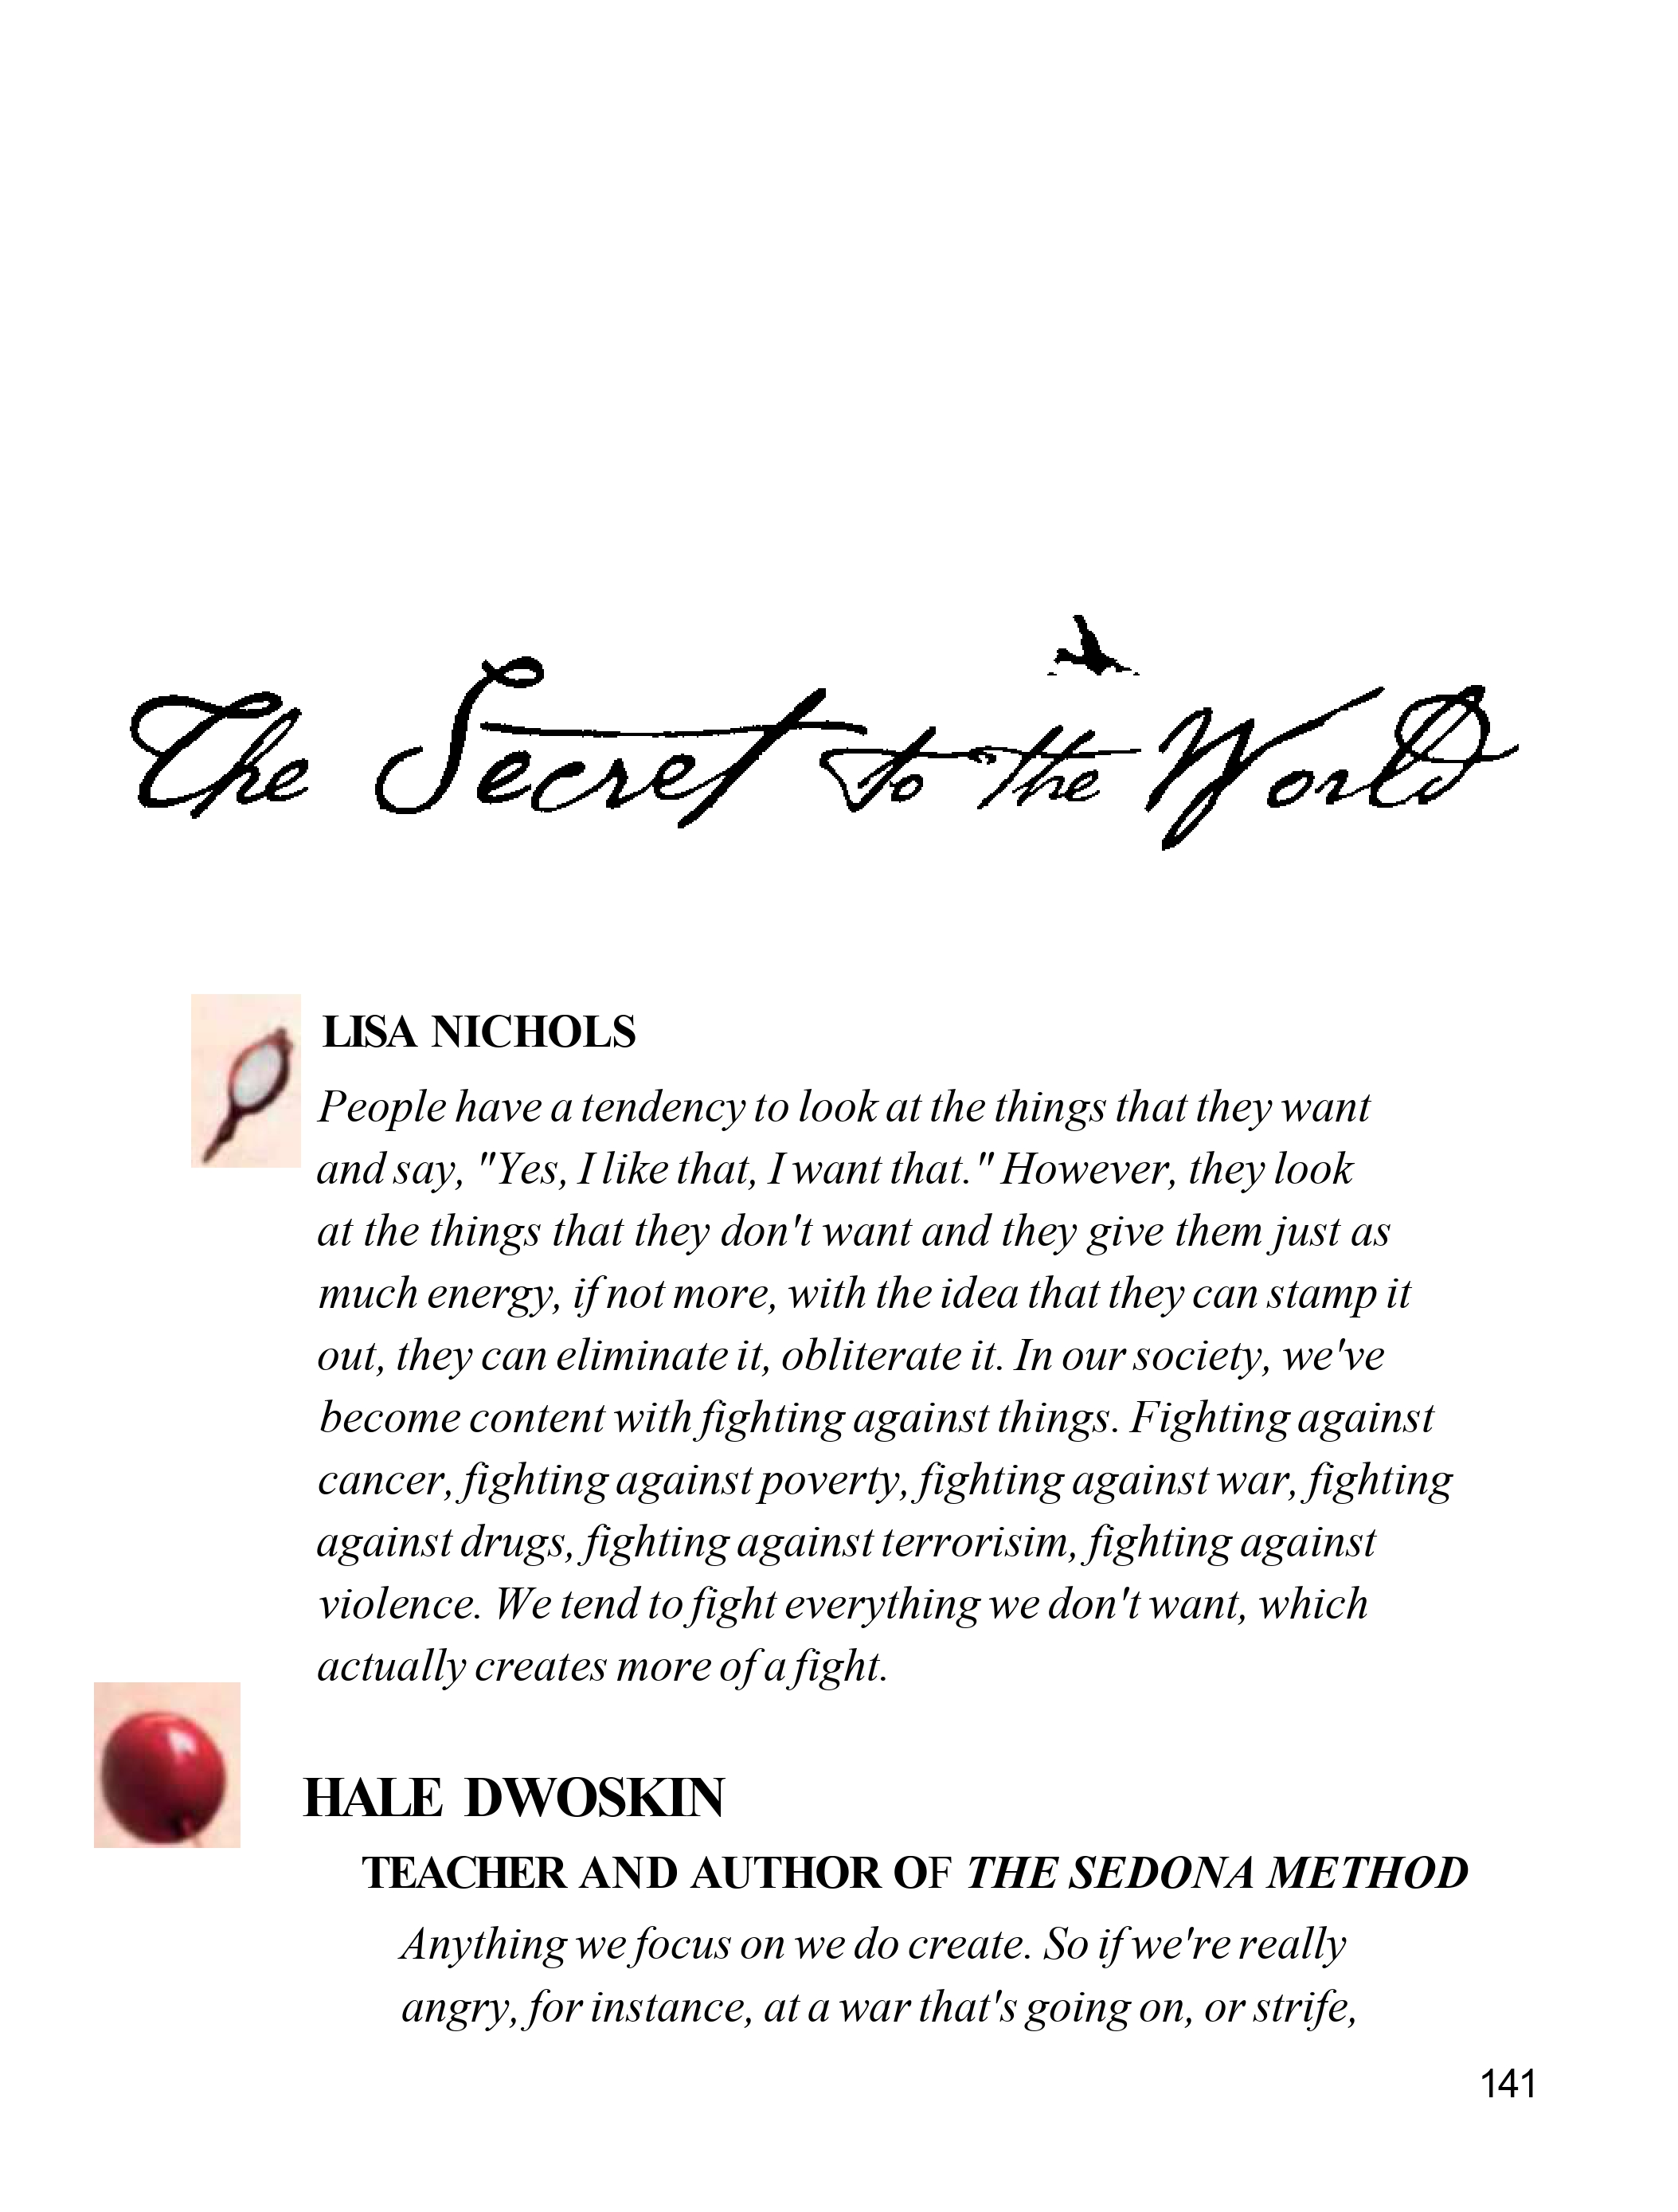 The Secret to the World
LISA NICHOLS
People have a tendency to look at the things that they want
and say, "Yes, I like that, I want that." However, they look
at the things that they don't want and they give them just as
much energy, if not more, with the idea that they can stamp it
out, they can eliminate it, obliterate it. In our society, we've
become content with fighting against things. Fighting against
cancer, fighting against poverty, fighting against war, fighting
against drugs, fighting against terrorisim, fighting against
violence. We tend to fight everything we don't want, which
actually creates more of a fight.
HALE DWOSKIN
TEACHER AND AUTHOR OF THE SEDONA METHOD
Anything we focus on we do create. So if we're really
angry, for instance, at a war that's going on, or strife,
141